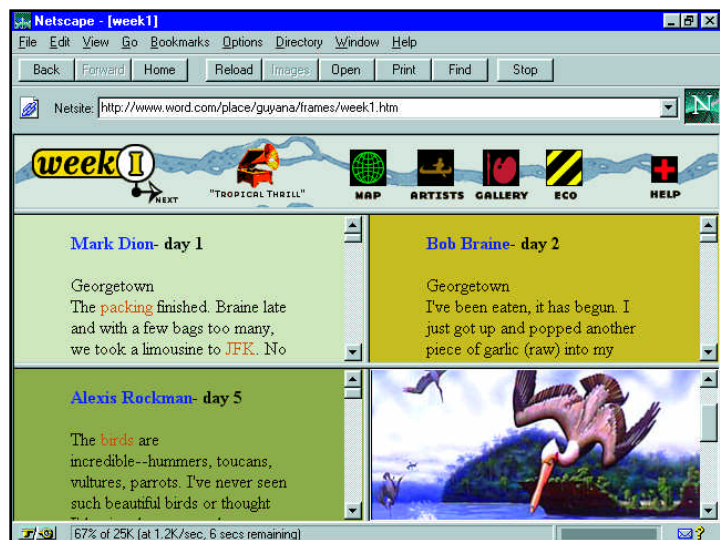 Netscape - [week1]
File Edit View Go Bookmarks Options Directory Window Help
Back Forward Home Reload Images Open Print Find Stop
Netsite: http://www.word.com/place/guyana/frames/week1.htm
N
week 1
NEXT
"TROPICAL THRILL"
MAP ARTISTS GALLERY ECO HELP
Mark Dion- day 1
Georgetown
The packing finished. Braine late
and with a few bags too many,
we took a limousine to JFK. No
Bob Braine- day 2
Georgetown
I've been eaten, it has begun. I
just got up and popped another
piece of garlic (raw) into my
Alexis Rockman- day 5
The birds are
incredible--hummers, toucans,
vultures, parrots. I've never seen
such beautiful birds or thought
67% of 25K (at 1.2K/sec, 6 secs remaining)
?